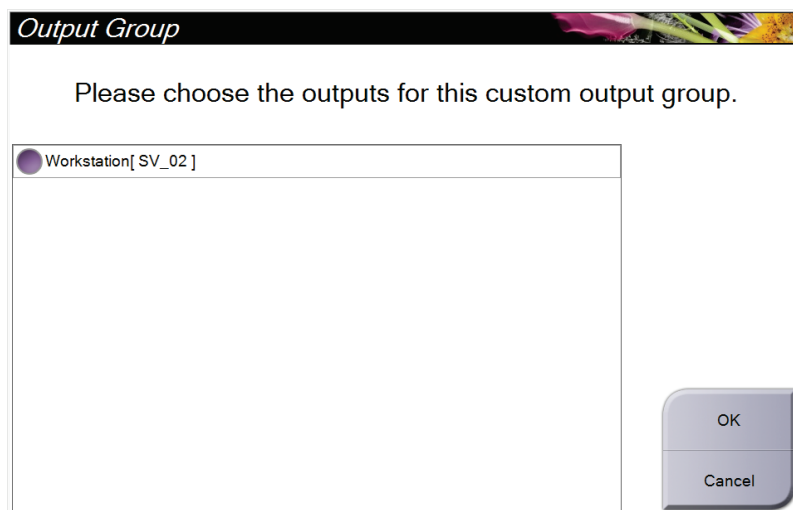 Output Group
Please choose the outputs for this custom output group.
Workstation[ SV_02 ]
OK
Cancel